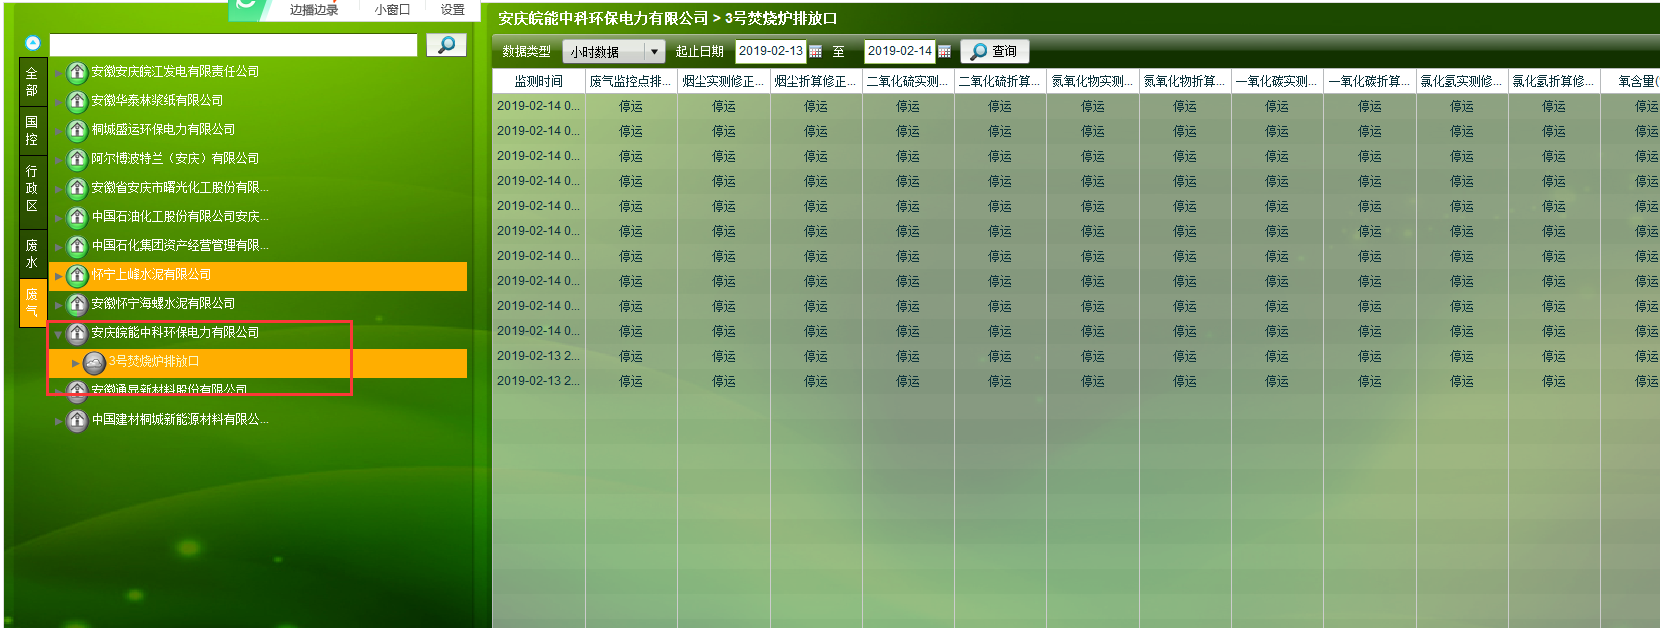 边播边录 小窗口 设置
全部
国控
行政区
废水
废气
安徽安庆皖江发电有限责任公司
安徽华泰林浆纸有限公司
桐城盛运环保电力有限公司
阿尔博波特兰（安庆）有限公司
安徽省安庆市曙光化工股份有限...
中国石油化工股份有限公司安庆...
中国石化集团资产经营管理有限...
怀宁上峰水泥有限公司
安徽怀宁海螺水泥有限公司
安庆皖能中科环保电力有限公司
3号焚烧炉排放口
安徽通显新材料股份有限公司
中国建材桐城新能源材料有限公...
安庆皖能中科环保电力有限公司 > 3号焚烧炉排放口
数据类型 小时数据 起止日期 2019-02-13 至 2019-02-14 查询
监测时间 废气监控点排... 烟尘实测修正... 烟尘折算修正... 二氧化硫实测... 二氧化硫折算... 氮氧化物实测... 氮氧化物折算... 一氧化碳实测... 一氧化碳折算... 氯化氢实测修... 氯化氢折算修... 氧含量(
2019-02-14 0... 停运 停运 停运 停运 停运 停运 停运 停运 停运 停运 停运 停运
2019-02-14 0... 停运 停运 停运 停运 停运 停运 停运 停运 停运 停运 停运 停运
2019-02-14 0... 停运 停运 停运 停运 停运 停运 停运 停运 停运 停运 停运 停运
2019-02-14 0... 停运 停运 停运 停运 停运 停运 停运 停运 停运 停运 停运 停运
2019-02-14 0... 停运 停运 停运 停运 停运 停运 停运 停运 停运 停运 停运 停运
2019-02-14 0... 停运 停运 停运 停运 停运 停运 停运 停运 停运 停运 停运 停运
2019-02-14 0... 停运 停运 停运 停运 停运 停运 停运 停运 停运 停运 停运 停运
2019-02-14 0... 停运 停运 停运 停运 停运 停运 停运 停运 停运 停运 停运 停运
2019-02-14 0... 停运 停运 停运 停运 停运 停运 停运 停运 停运 停运 停运 停运
2019-02-14 0... 停运 停运 停运 停运 停运 停运 停运 停运 停运 停运 停运 停运
2019-02-13 2... 停运 停运 停运 停运 停运 停运 停运 停运 停运 停运 停运 停运
2019-02-13 2... 停运 停运 停运 停运 停运 停运 停运 停运 停运 停运 停运 停运